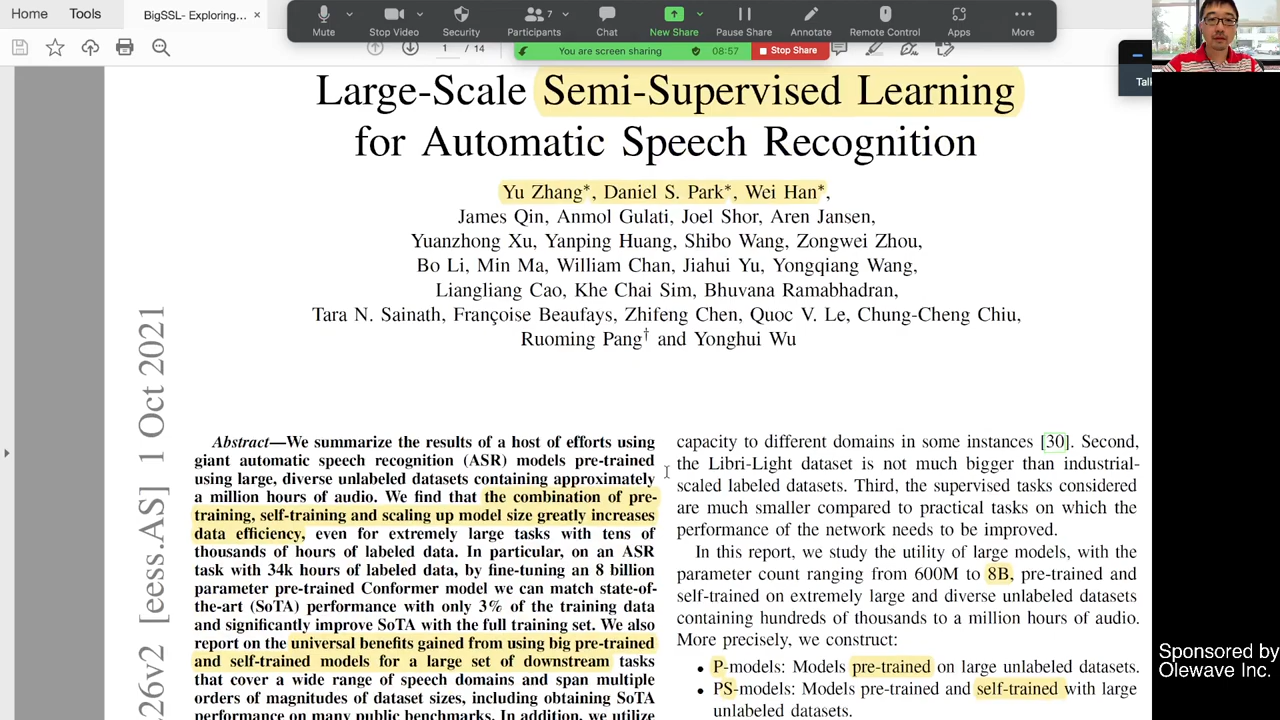 Home
Tools
BigSSL- Exploring... ×
Mute
Stop Video
Security
7
Participants
Chat
New Share
Pause Share
Annotate
Remote Control
Apps
More
1 / 14
You are screen sharing
08:57
Stop Share
Large-Scale Semi-Supervised Learning
for Automatic Speech Recognition
Yu Zhang*, Daniel S. Park*, Wei Han*,
James Qin, Anmol Gulati, Joel Shor, Aren Jansen,
Yuanzhong Xu, Yanping Huang, Shibo Wang, Zongwei Zhou,
Bo Li, Min Ma, William Chan, Jiahui Yu, Yongqiang Wang,
Liangliang Cao, Khe Chai Sim, Bhuvana Ramabhadran,
Tara N. Sainath, Françoise Beaufays, Zhifeng Chen, Quoc V. Le, Chung-Cheng Chiu,
Ruoming Pang† and Yonghui Wu
26v2 [eess.AS] 1 Oct 2021
Abstract—We summarize the results of a host of efforts using
giant automatic speech recognition (ASR) models pre-trained
using large, diverse unlabeled datasets containing approximately
a million hours of audio. We find that the combination of pre-
training, self-training and scaling up model size greatly increases
data efficiency, even for extremely large tasks with tens of
thousands of hours of labeled data. In particular, on an ASR
task with 34k hours of labeled data, by fine-tuning an 8 billion
parameter pre-trained Conformer model we can match state-of-
the-art (SoTA) performance with only 3% of the training data
and significantly improve SoTA with the full training set. We also
report on the universal benefits gained from using big pre-trained
and self-trained models for a large set of downstream tasks
that cover a wide range of speech domains and span multiple
orders of magnitudes of dataset sizes, including obtaining SoTA
performance on many public benchmarks. In addition, we utilize
capacity to different domains in some instances [30]. Second,
the Libri-Light dataset is not much bigger than industrial-
scaled labeled datasets. Third, the supervised tasks considered
are much smaller compared to practical tasks on which the
performance of the network needs to be improved.
In this report, we study the utility of large models, with the
parameter count ranging from 600M to 8B, pre-trained and
self-trained on extremely large and diverse unlabeled datasets
containing hundreds of thousands to a million hours of audio.
More precisely, we construct:
• P-models: Models pre-trained on large unlabeled datasets.
• PS-models: Models pre-trained and self-trained with large
unlabeled datasets.
Sponsored by
Olewave Inc.